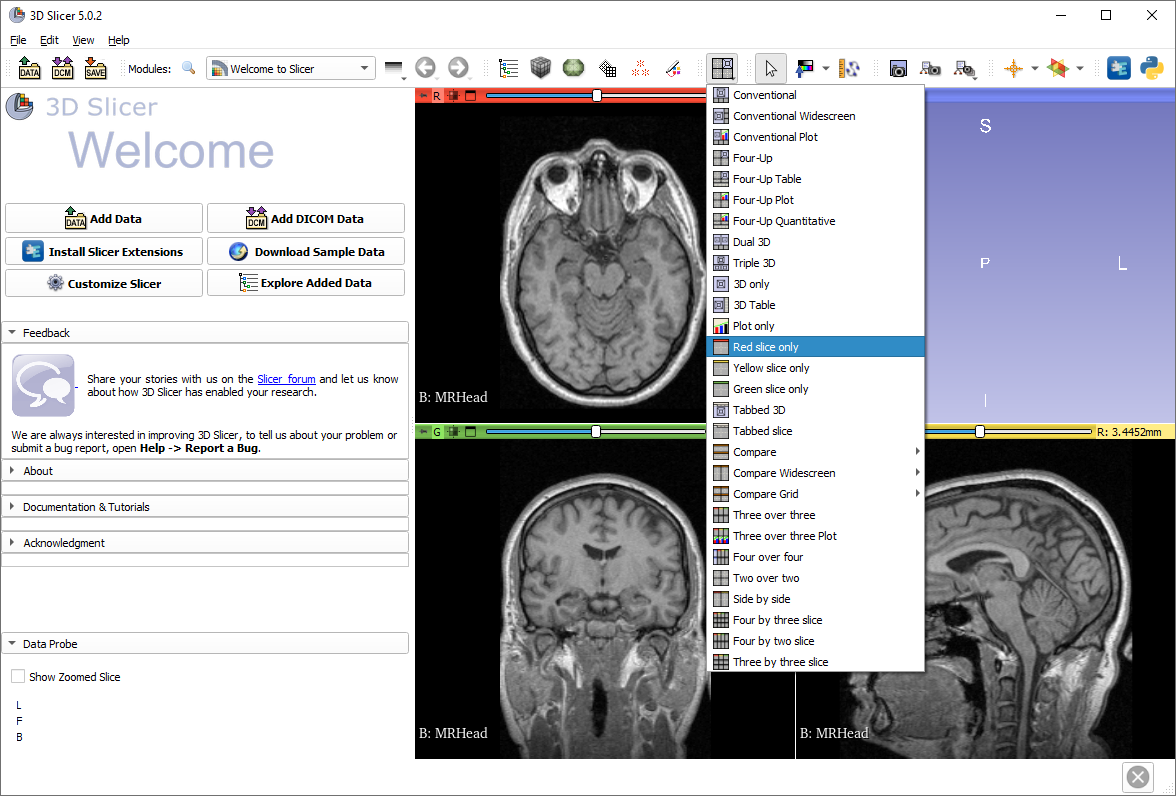 3D Slicer 5.0.2
File Edit View Help
DATA DCM SAVE Modules: Welcome to Slicer
3D Slicer
Welcome
DATA Add Data
DCM Add DICOM Data
Install Slicer Extensions
Download Sample Data
Customize Slicer
Explore Added Data
Feedback
Share your stories with us on the Slicer forum and let us know
about how 3D Slicer has enabled your research.
We are always interested in improving 3D Slicer, to tell us about your problem or
submit a bug report, open Help -> Report a Bug.
About
Documentation & Tutorials
Acknowledgment
Data Probe
Show Zoomed Slice
L
F
B
R
B: MRHead
G
B: MRHead
Conventional
Conventional Widescreen
Conventional Plot
Four-Up
Four-Up Table
Four-Up Plot
Four-Up Quantitative
Dual 3D
Triple 3D
3D only
3D Table
Plot only
Red slice only
Yellow slice only
Green slice only
Tabbed 3D
Tabbed slice
Compare
Compare Widescreen
Compare Grid
Three over three
Three over three Plot
Four over four
Two over two
Side by side
Four by three slice
Four by two slice
Three by three slice
S
P
L
I
R: 3.4452mm
B: MRHead